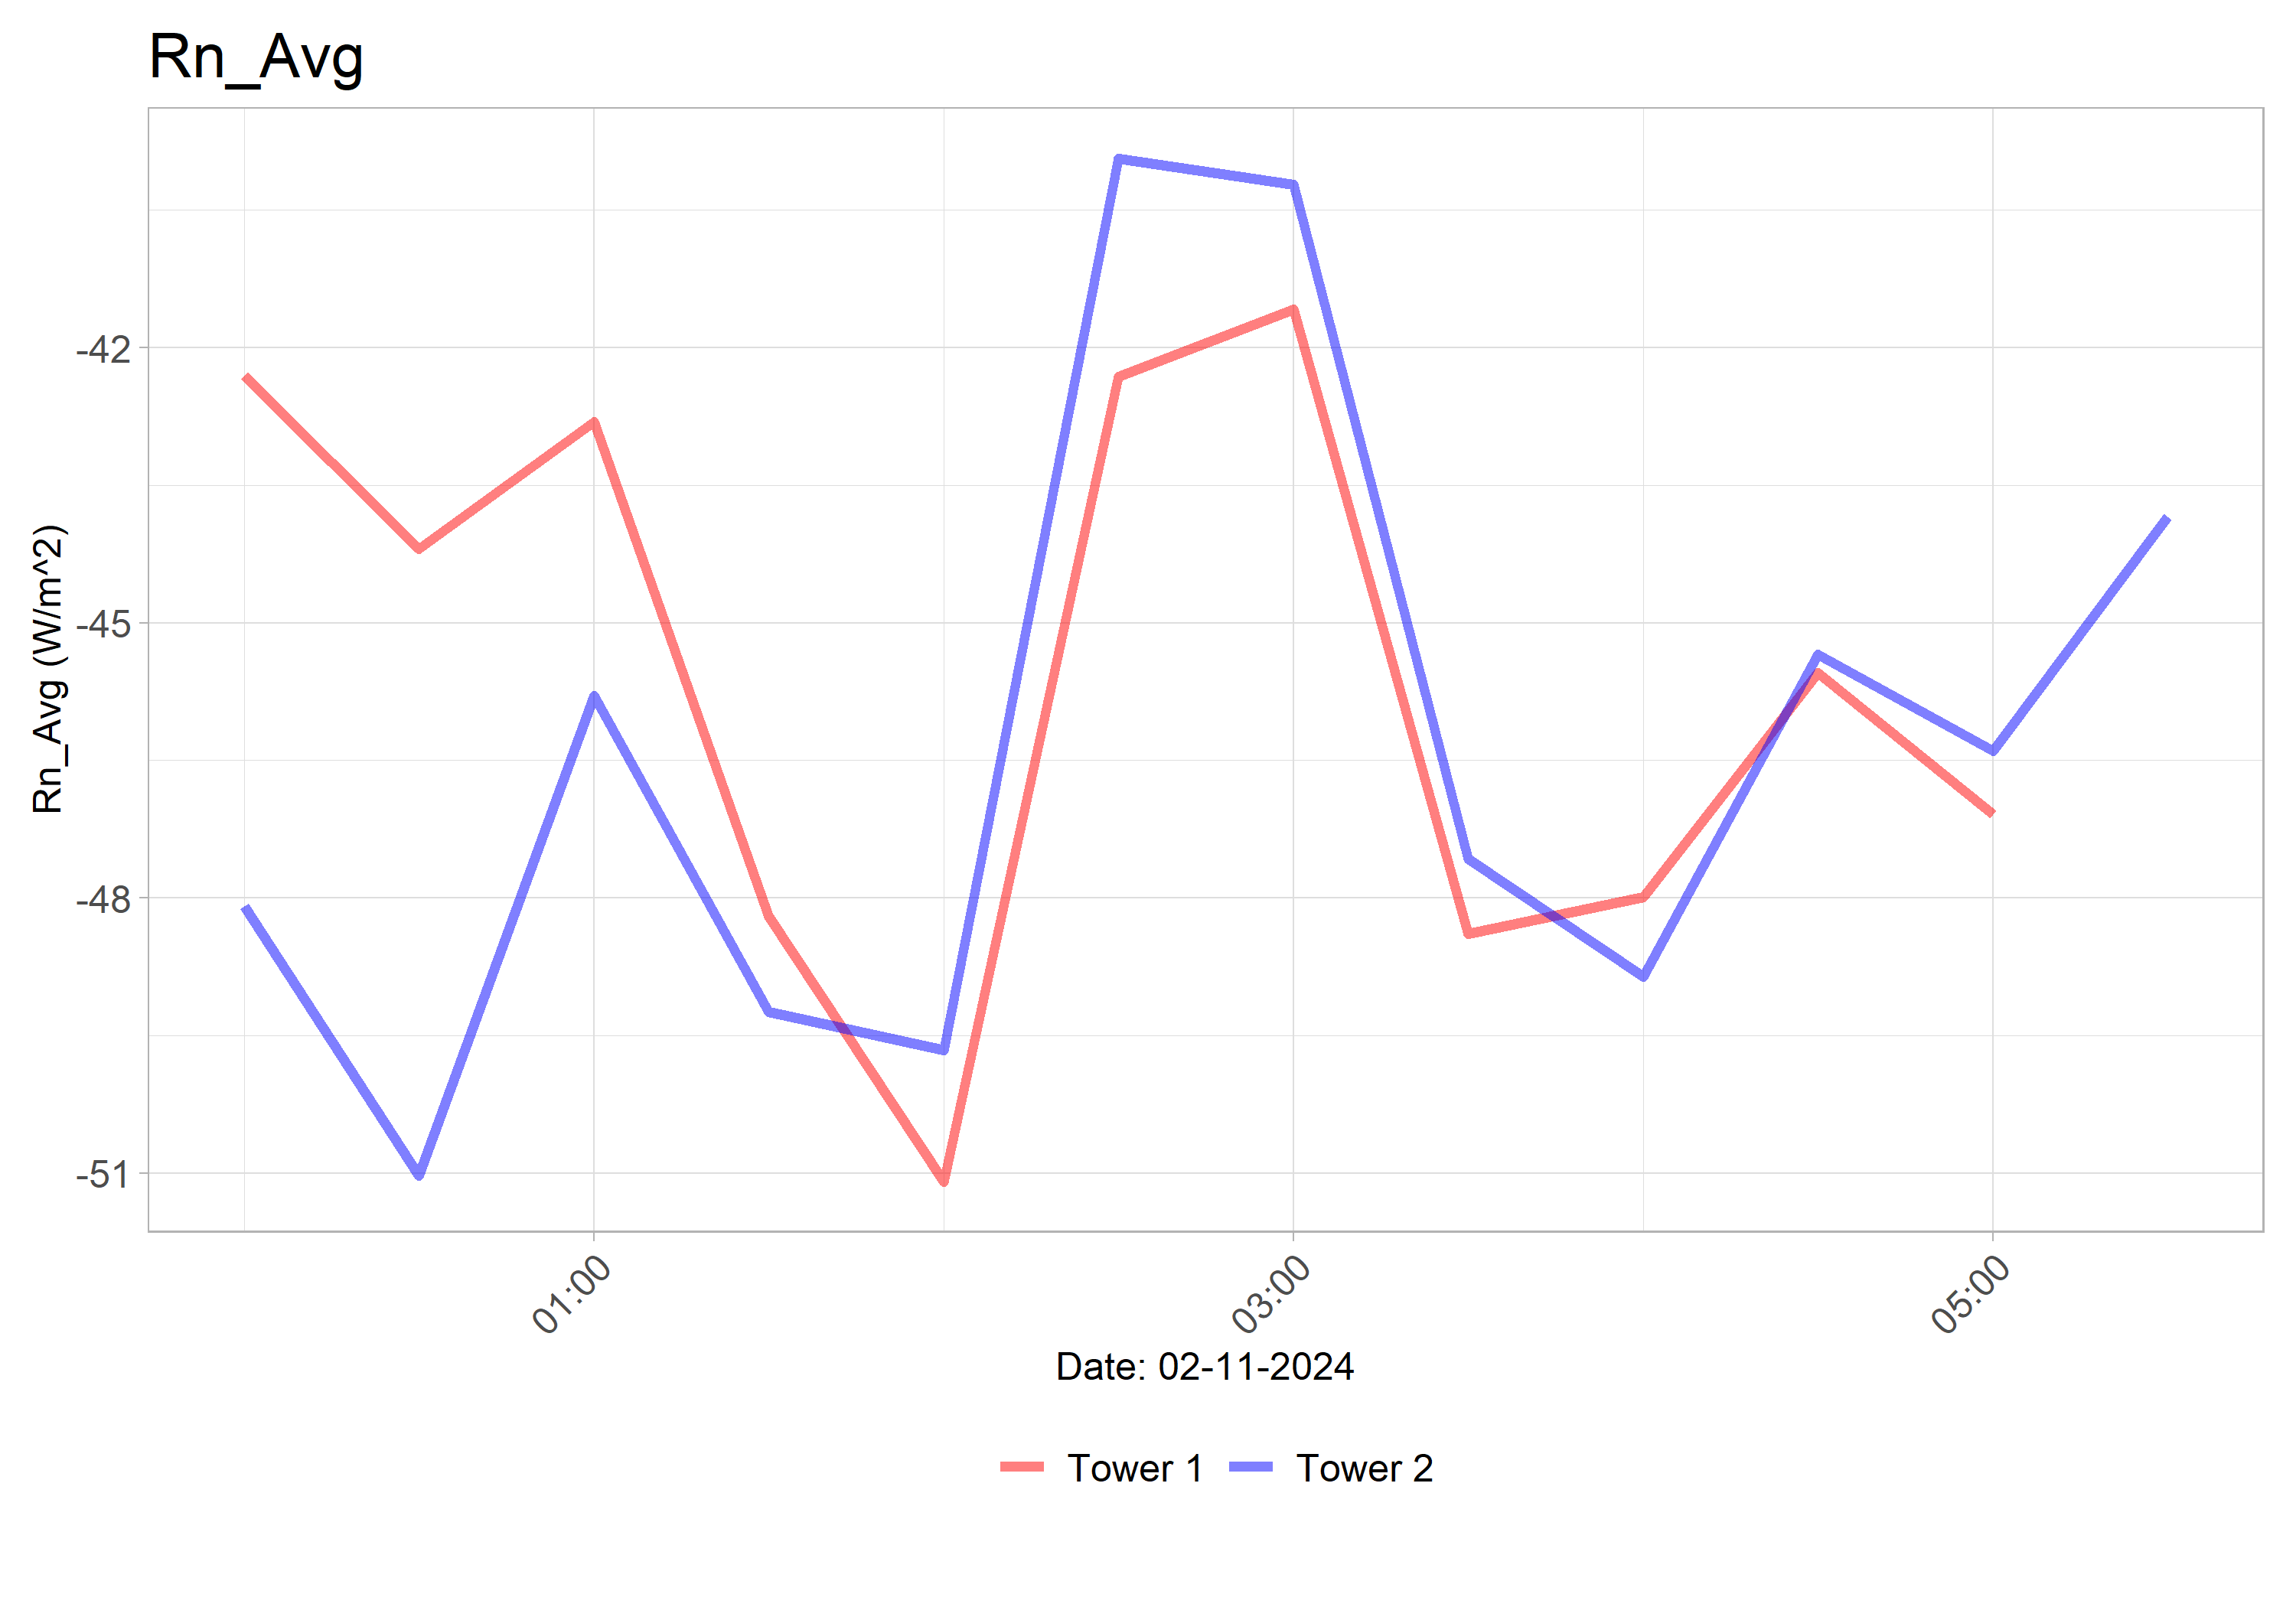 Rn_Avg
Rn_Avg (W/m^2)
-42
-45
-48
-51
01:00
03:00
05:00
Date: 02-11-2024
Tower 1
Tower 2